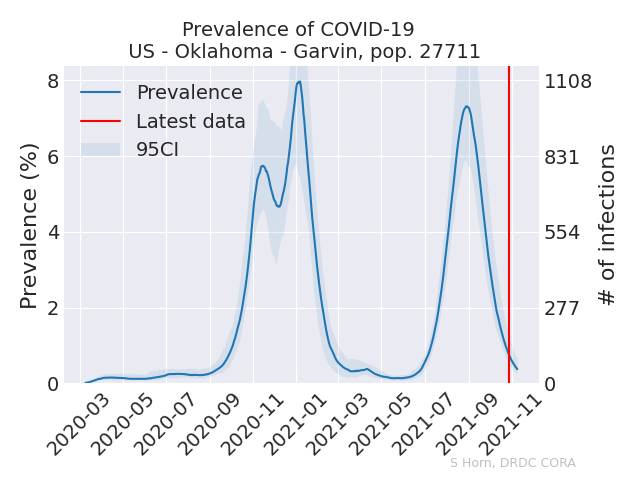 Prevalence of COVID-19
US - Oklahoma - Garvin, pop. 27711
Prevalence
Latest data
95CI
Prevalence (%)
8
6
4
2
0
1108
831
554
277
0
# of infections
2020-03
2020-05
2020-07
2020-09
2020-11
2021-01
2021-03
2021-05
2021-07
2021-09
2021-11
S Horn, DRDC CORA